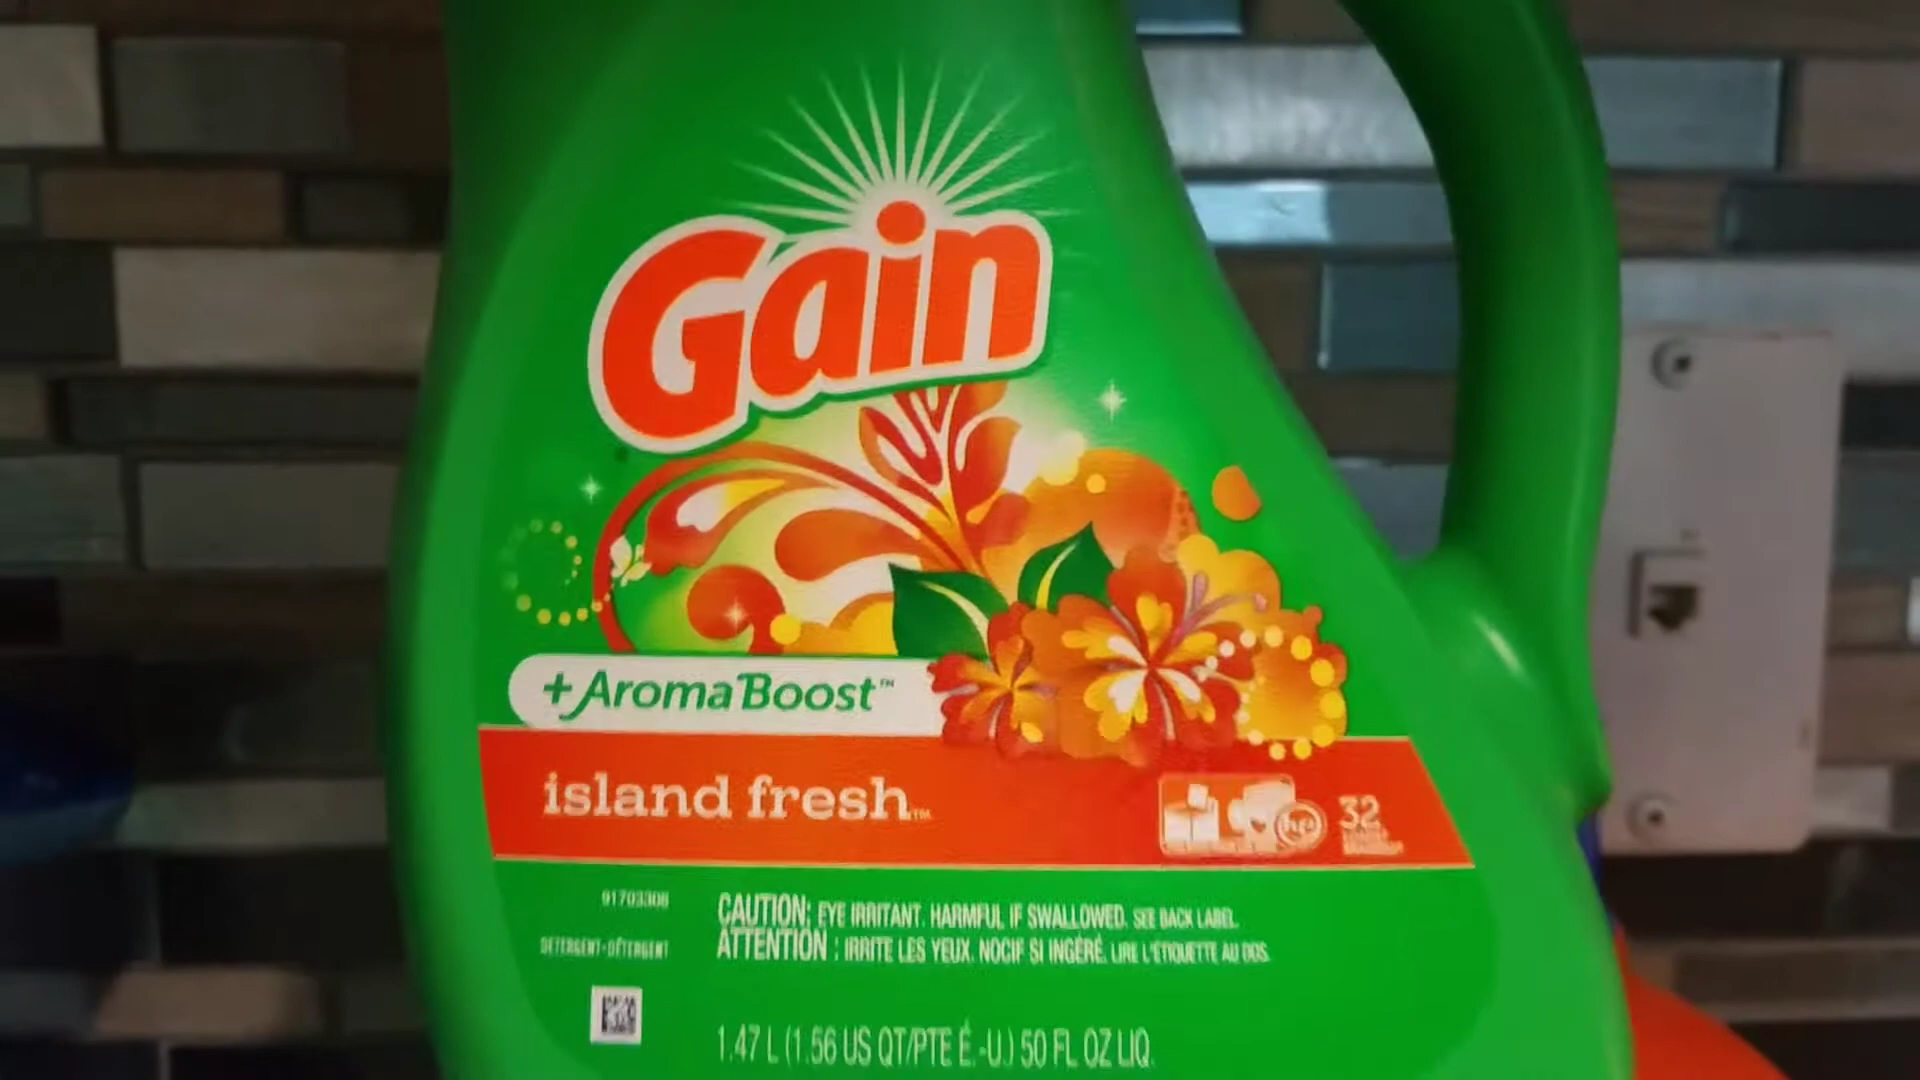 Gain
+AromaBoost™
island fresh™
he
32
91703306
CAUTION: EYE IRRITANT. HARMFUL IF SWALLOWED. SEE BACK LABEL.
DETERGENT • DÉTERGENT
ATTENTION : IRRITE LES YEUX. NOCIF SI INGÉRÉ. LIRE L'ÉTIQUETTE AU DOS.
1.47 L (1.56 US QT/PTE É.-U.) 50 FL OZ LIQ.